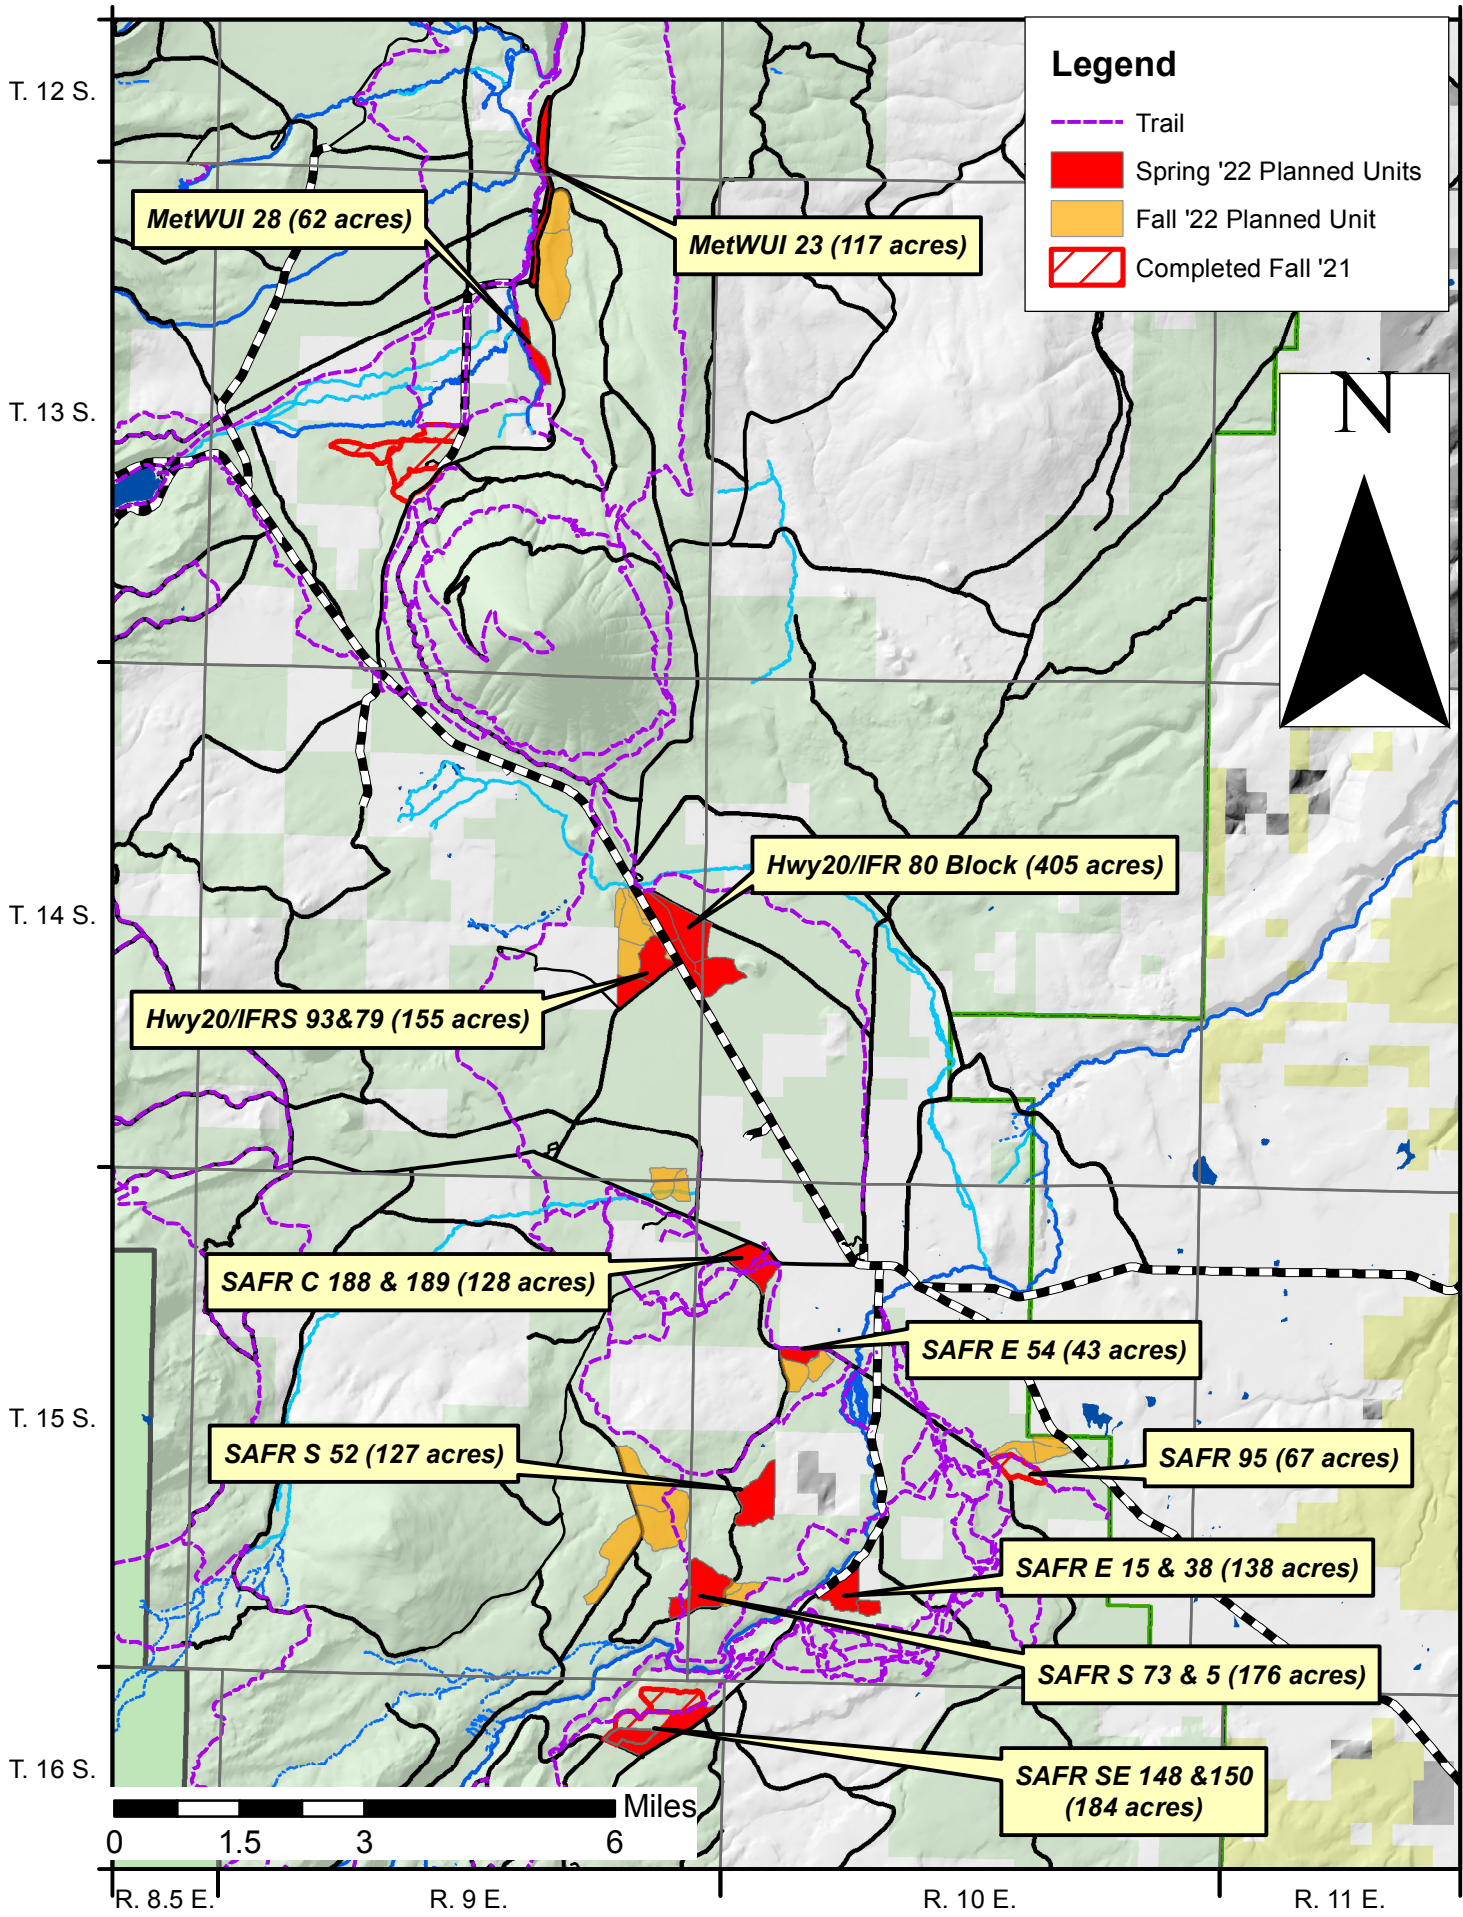 T. 12 S.
Legend
Trail
Spring '22 Planned Units
Fall '22 Planned Unit
Completed Fall '21
MetWUI 28 (62 acres)
MetWUI 23 (117 acres)
N
T. 13 S.
Hwy20/IFR 80 Block (405 acres)
T. 14 S.
Hwy20/IFRS 93&79 (155 acres)
SAFR C 188 & 189 (128 acres)
SAFR E 54 (43 acres)
T. 15 S.
SAFR S 52 (127 acres)
SAFR 95 (67 acres)
SAFR E 15 & 38 (138 acres)
SAFR S 73 & 5 (176 acres)
T. 16 S.
SAFR SE 148 &150
(184 acres)
Miles
0 1.5 3 6
R. 8.5 E. R. 9 E. R. 10 E. R. 11 E.